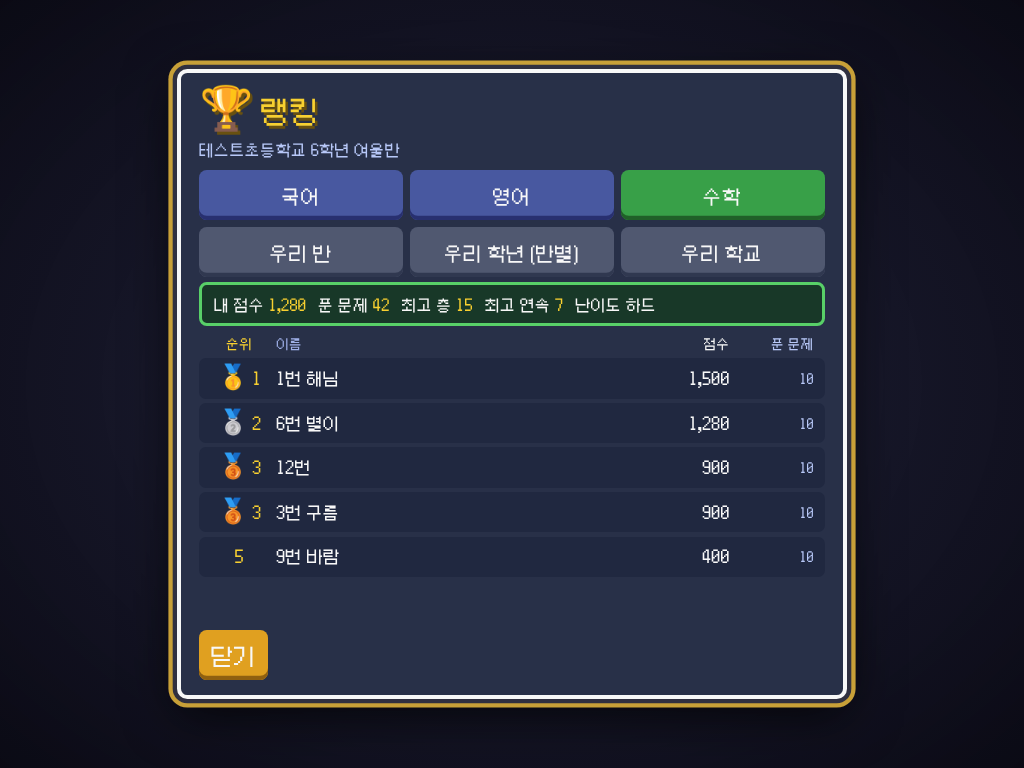 랭킹
테스트초등학교 6학년 여울반
국어 영어 수학
우리 반 우리 학년 (반별) 우리 학교
내 점수 1,280 푼 문제 42 최고 층 15 최고 연속 7 난이도 하드
순위 이름 점수 푼 문제
1 1번 해님 1,500 10
2 6번 별이 1,280 10
3 12번 900 10
3 3번 구름 900 10
5 9번 바람 400 10
닫기